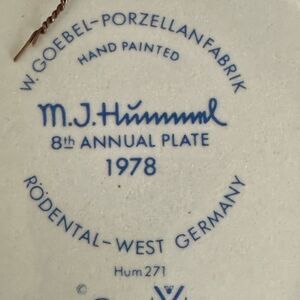 W. GOEBEL–PORZELLANFABRIK
HAND PAINTED
M.J.Hummel
8th ANNUAL PLATE
1978
RÖDENTAL–WEST GERMANY
Hum 271
©